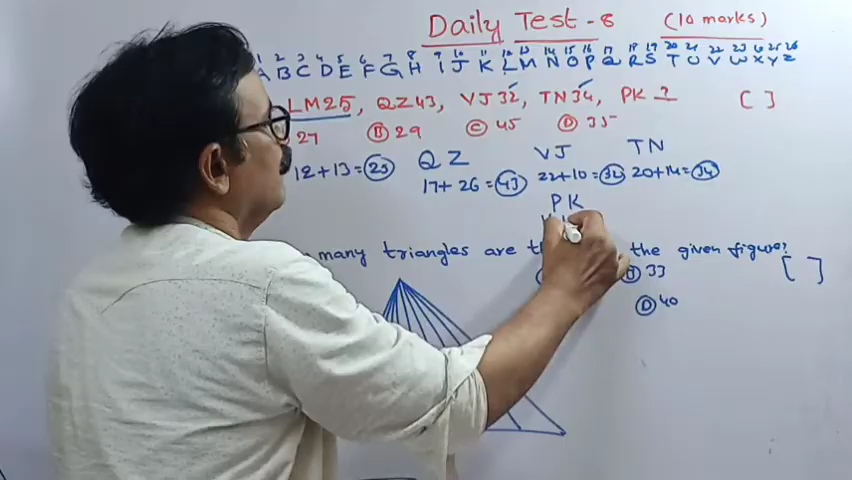 Daily Test - 8 (10 marks)
1 2 3 4 5 6 7 8 9 10 11 12 13 14 15 16 17 18 19 20 21 22 23 24 25 26
A B C D E F G H I J K L M N O P Q R S T U V W X Y Z
LM25, QZ43, VJ32, TN34, PK ? [ ]
27 (B) 29 (C) 45 (D) 35
QZ VJ TN
12+13=25 17+26=43 22+10=32 20+14=34
PK
many triangles are the given figure? [ ]
33
(D) 40